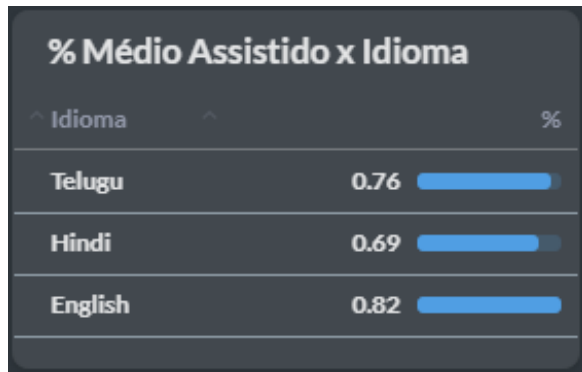 % Médio Assistido x Idioma
Idioma %
Telugu 0.76
Hindi 0.69
English 0.82